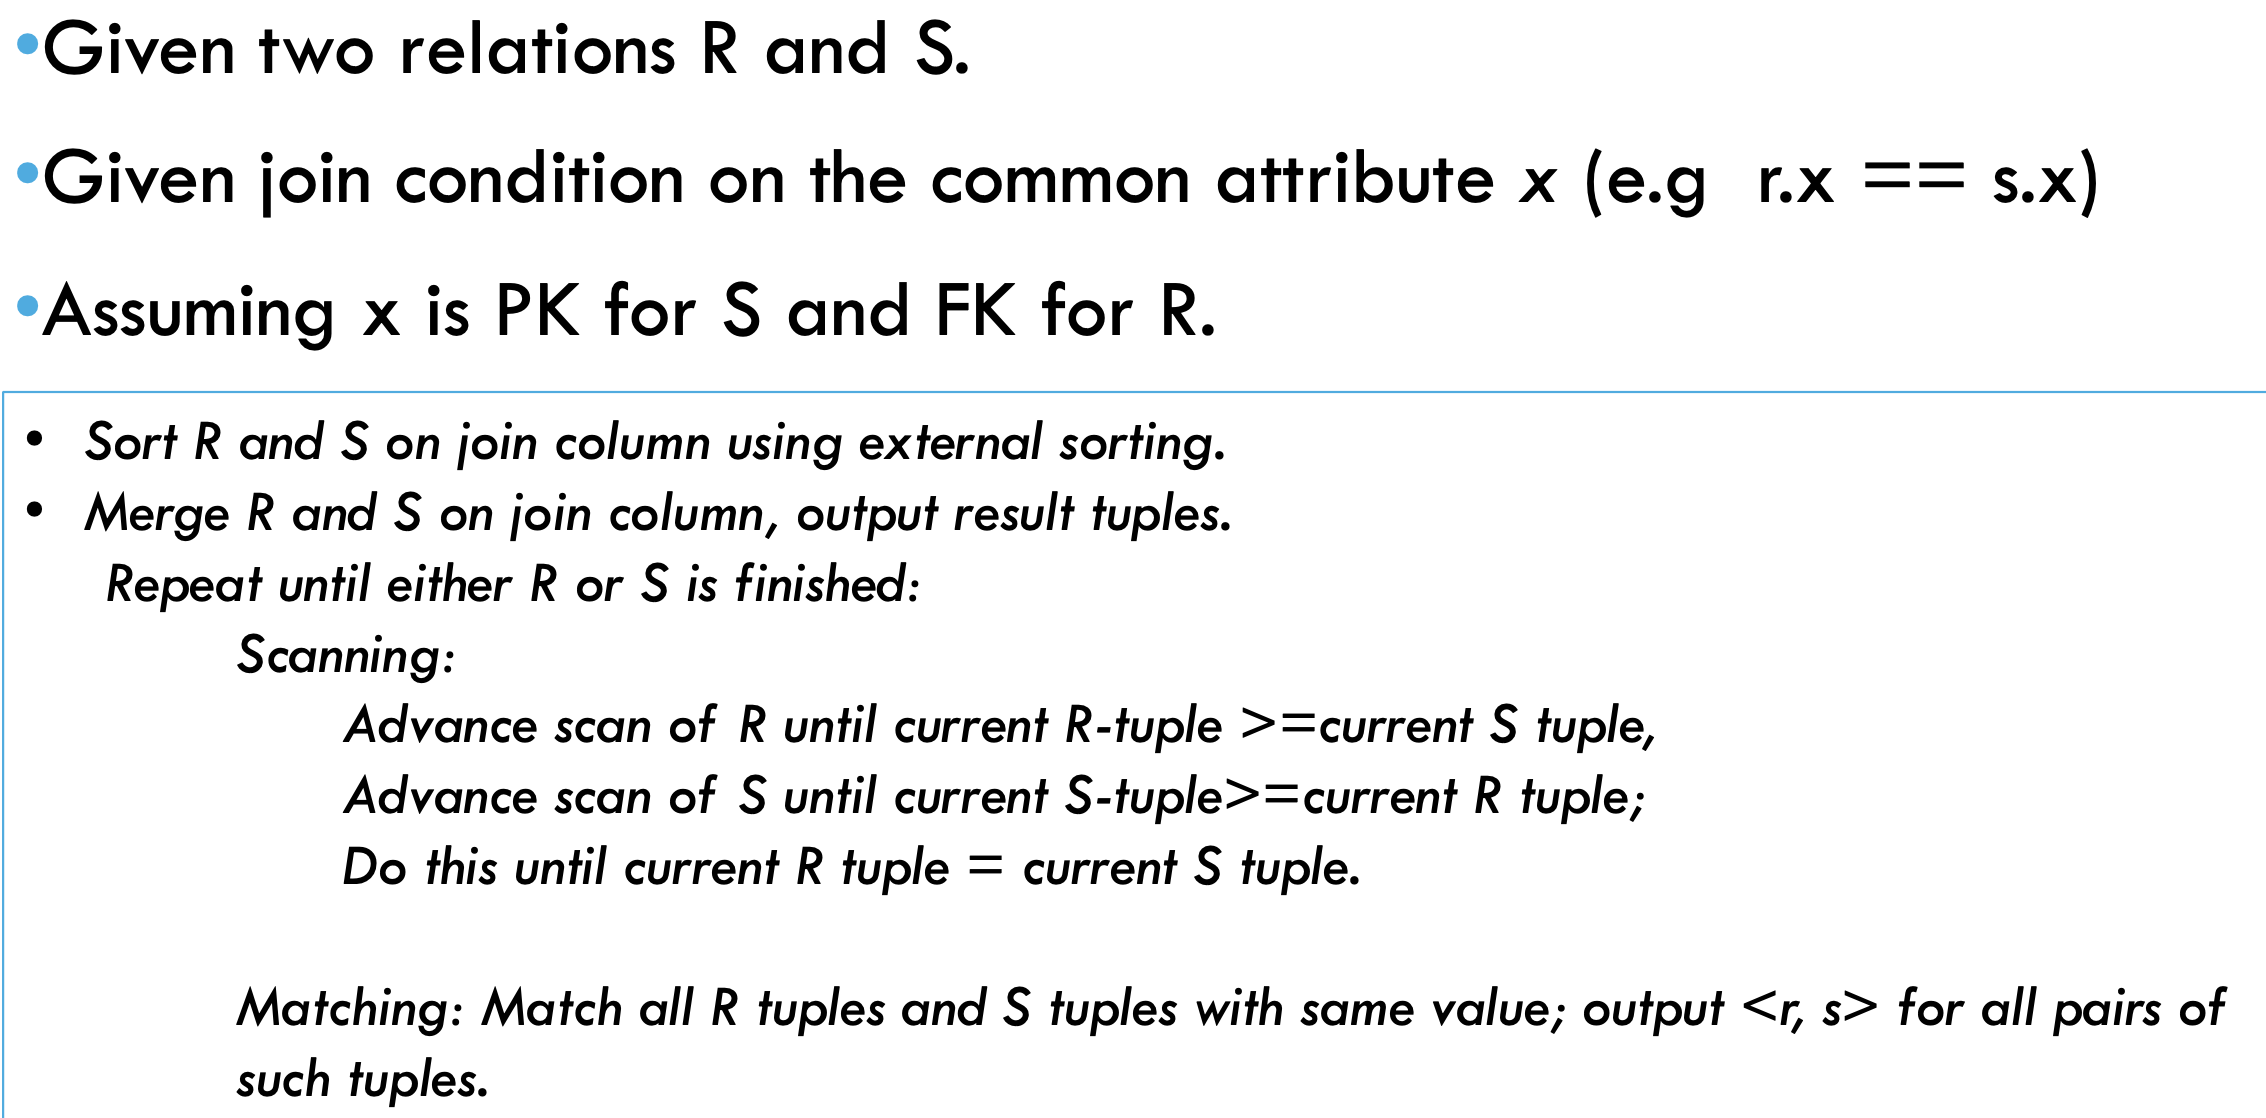 •Given two relations R and S.
•Given join condition on the common attribute x (e.g  r.x == s.x)
•Assuming x is PK for S and FK for R.
• Sort R and S on join column using external sorting.
• Merge R and S on join column, output result tuples.
Repeat until either R or S is finished:
Scanning:
Advance scan of R until current R-tuple >=current S tuple,
Advance scan of S until current S-tuple>=current R tuple;
Do this until current R tuple = current S tuple.
Matching: Match all R tuples and S tuples with same value; output <r, s> for all pairs of
such tuples.